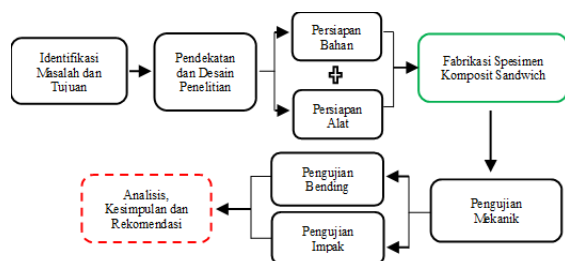 Identifikasi
Masalah dan
Tujuan
Pendekatan
dan Desain
Penelitian
Persiapan
Bahan
Persiapan
Alat
Fabrikasi Spesimen
Komposit Sandwich
Pengujian
Mekanik
Pengujian
Bending
Pengujian
Impak
Analisis,
Kesimpulan dan
Rekomendasi